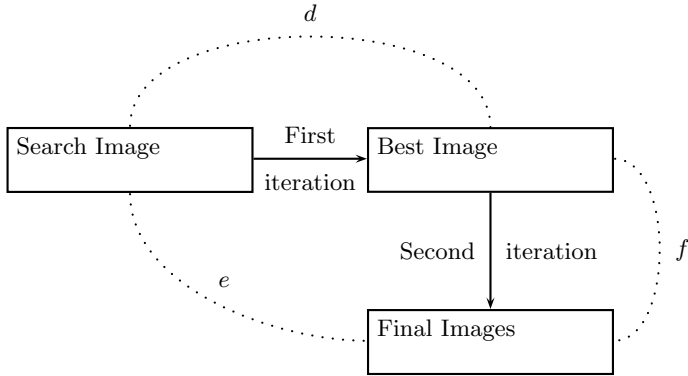 d
First
Search Image
Best Image
iteration
Second iteration
f
e
Final Images